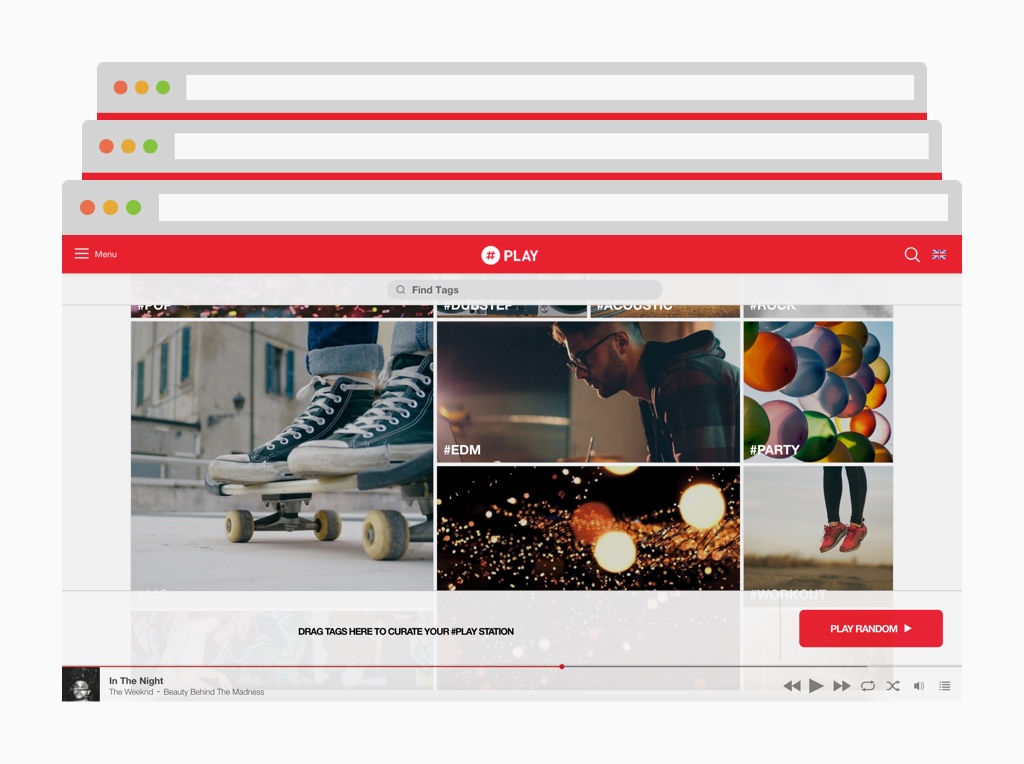 Menu
# PLAY
Find Tags
#POP
#DUBSTEP
#ACOUSTIC
#ROCK
#EDM
#PARTY
#WORKOUT
DRAG TAGS HERE TO CURATE YOUR #PLAY STATION
PLAY RANDOM
In The Night
The Weeknd - Beauty Behind The Madness